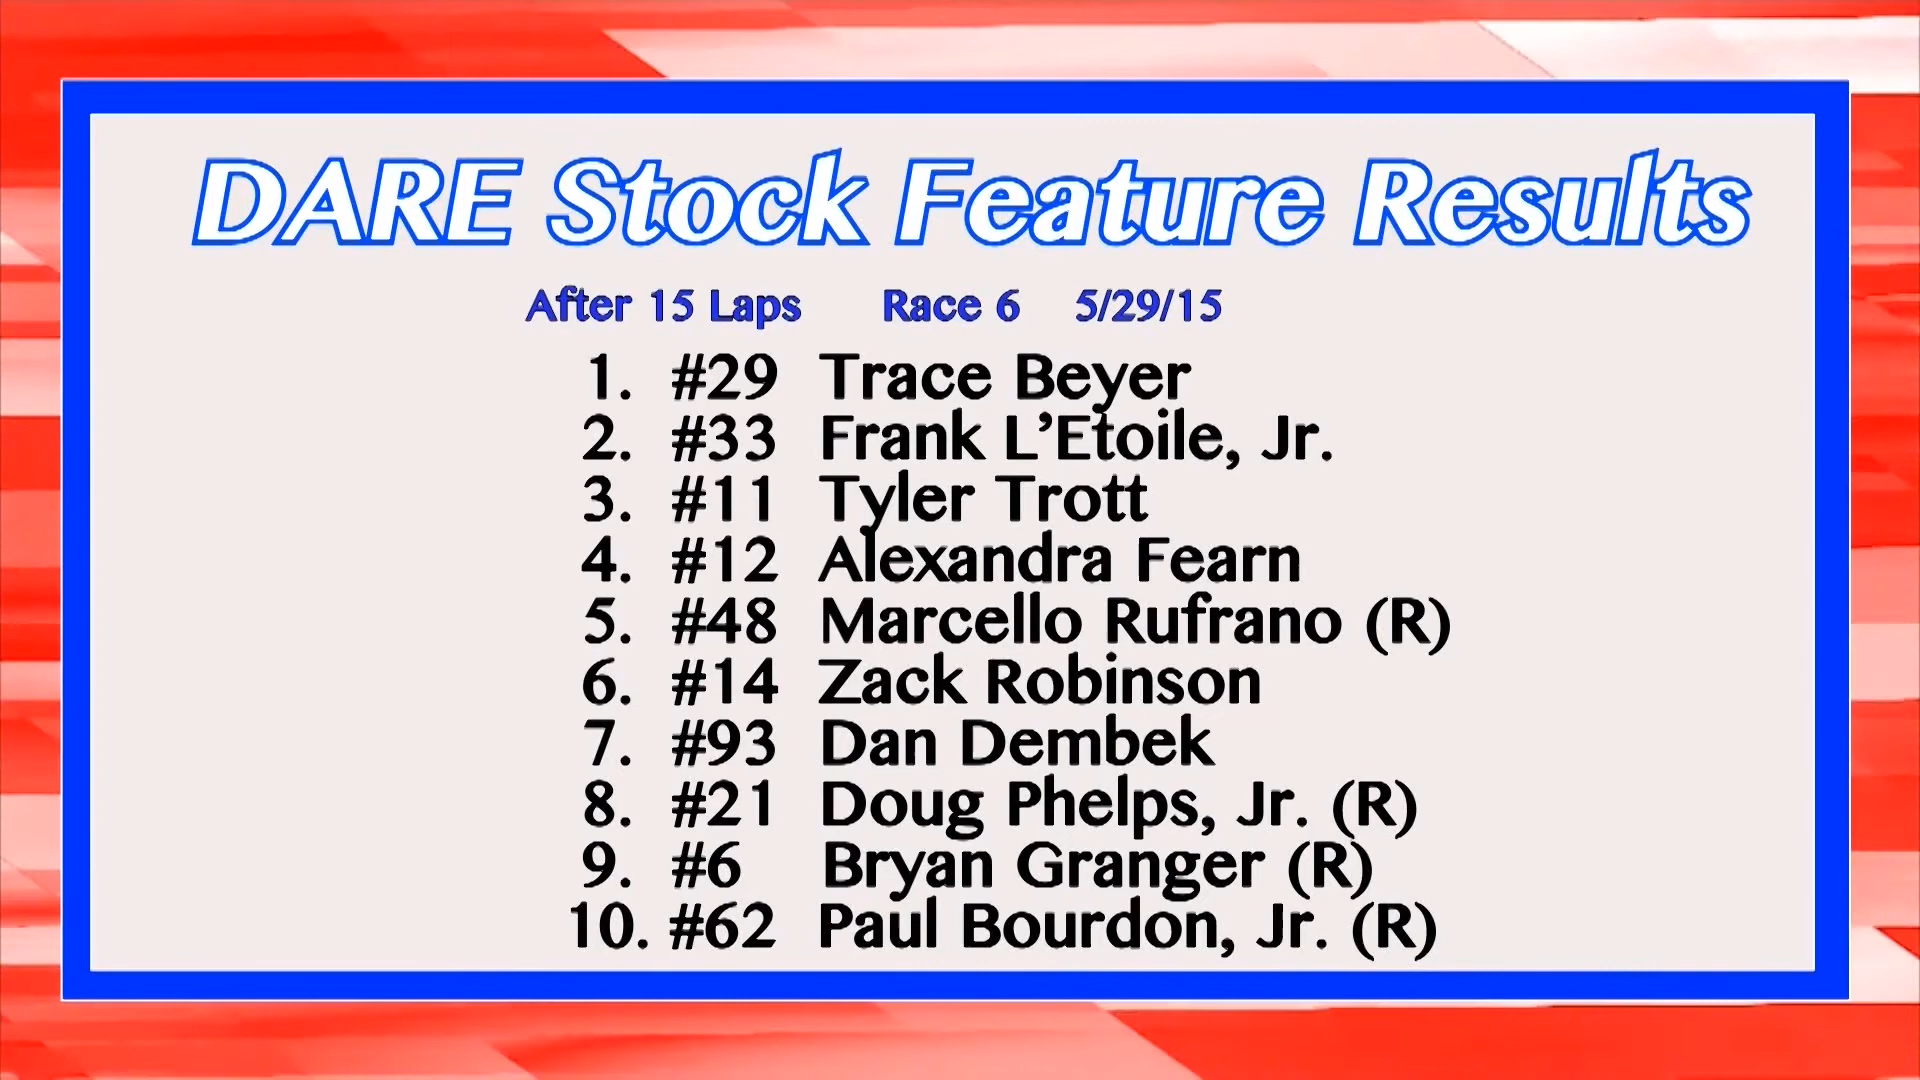 DARE Stock Feature Results
After 15 Laps Race 6 5/29/15
1. #29 Trace Beyer
2. #33 Frank L’Etoile, Jr.
3. #11 Tyler Trott
4. #12 Alexandra Fearn
5. #48 Marcello Rufrano (R)
6. #14 Zack Robinson
7. #93 Dan Dembek
8. #21 Doug Phelps, Jr. (R)
9. #6 Bryan Granger (R)
10. #62 Paul Bourdon, Jr. (R)